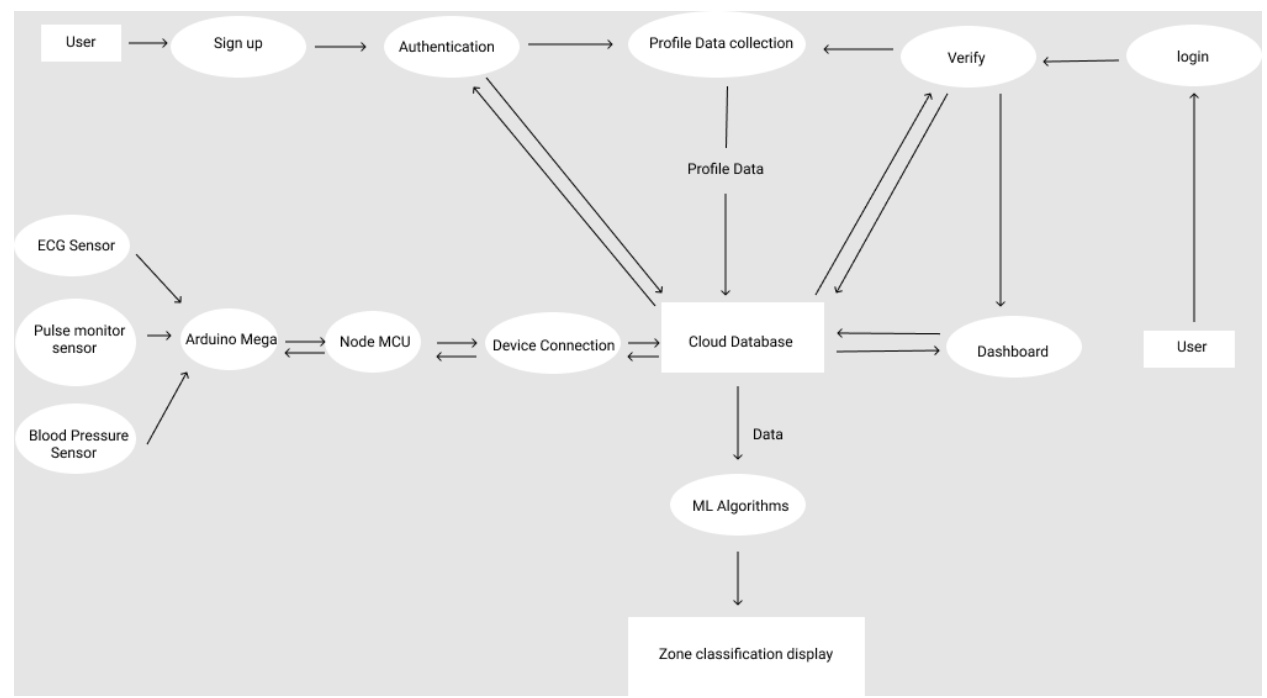 User
Sign up
Authentication
Profile Data collection
Verify
login
Profile Data
ECG Sensor
Pulse monitor
sensor
Arduino Mega
Node MCU
Device Connection
Cloud Database
Dashboard
User
Blood Pressure
Sensor
Data
ML Algorithms
Zone classification display